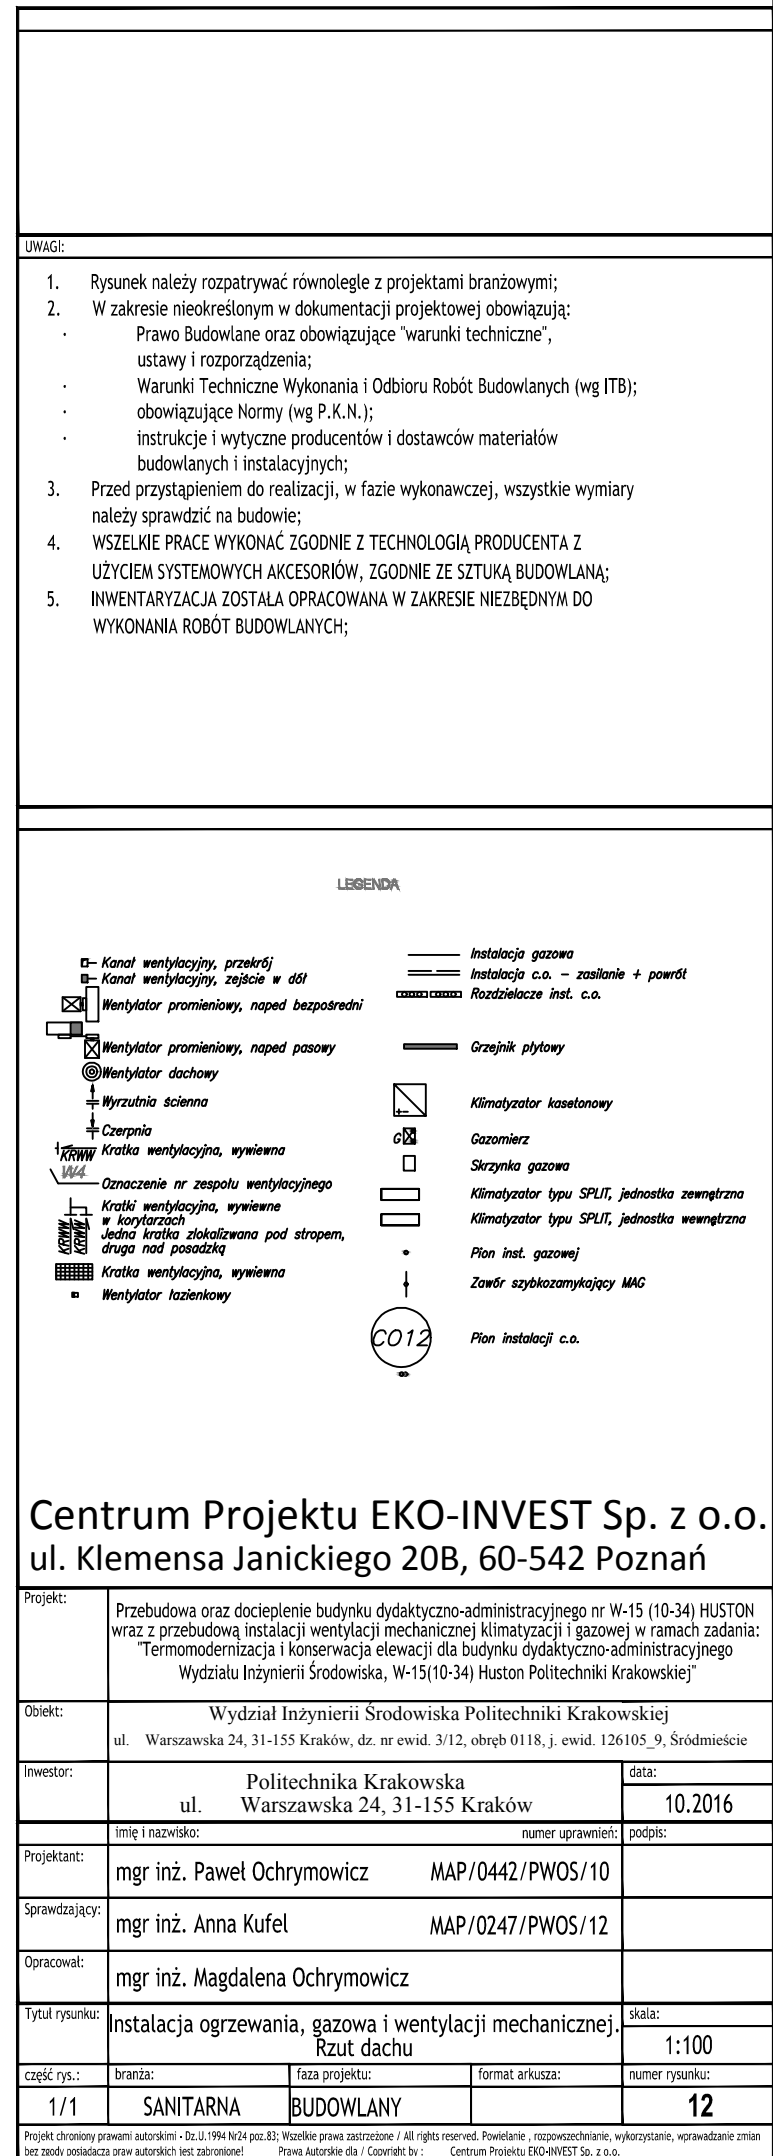 UWAGI:
1. Rysunek należy rozpatrywać równolegle z projektami branżowymi;
2. W zakresie nieokreślonym w dokumentacji projektowej obowiązują:
· Prawo Budowlane oraz obowiązujące "warunki techniczne",
ustawy i rozporządzenia;
· Warunki Techniczne Wykonania i Odbioru Robót Budowlanych (wg ITB);
· obowiązujące Normy (wg P.K.N.);
· instrukcje i wytyczne producentów i dostawców materiałów
budowlanych i instalacyjnych;
3. Przed przystąpieniem do realizacji, w fazie wykonawczej, wszystkie wymiary
należy sprawdzić na budowie;
4. WSZELKIE PRACE WYKONAĆ ZGODNIE Z TECHNOLOGIĄ PRODUCENTA Z
UŻYCIEM SYSTEMOWYCH AKCESORIÓW, ZGODNIE ZE SZTUKĄ BUDOWLANĄ;
5. INWENTARYZACJA ZOSTAŁA OPRACOWANA W ZAKRESIE NIEZBĘDNYM DO
WYKONANIA ROBÓT BUDOWLANYCH;
LEGENDA
Kanał wentylacyjny, przekrój
Kanał wentylacyjny, zejście w dół
Wentylator promieniowy, naped bezpośredni
Wentylator promieniowy, naped pasowy
Wentylator dachowy
Wyrzutnia ścienna
Czerpnia
KRWW Kratka wentylacyjna, wywiewna
W4
Oznaczenie nr zespołu wentylacyjnego
KRWW KRWW
Kratki wentylacyjna, wywiewne
w korytarzach
Jedna kratka zlokalizwana pod stropem,
druga nad posadzką
Kratka wentylacyjna, wywiewna
Wentylator łazienkowy
Instalacja gazowa
Instalacja c.o. – zasilanie + powrót
Rozdzielacze inst. c.o.
Grzejnik płytowy
Klimatyzator kasetonowy
G Gazomierz
Skrzynka gazowa
Klimatyzator typu SPLIT, jednostka zewnętrzna
Klimatyzator typu SPLIT, jednostka wewnętrzna
Pion inst. gazowej
Zawór szybkozamykający MAG
CO12 Pion instalacji c.o.
Centrum Projektu EKO-INVEST Sp. z o.o.
ul. Klemensa Janickiego 20B, 60-542 Poznań
Projekt:
Przebudowa oraz docieplenie budynku dydaktyczno-administracyjnego nr W-15 (10-34) HUSTON
wraz z przebudową instalacji wentylacji mechanicznej klimatyzacji i gazowej w ramach zadania:
"Termomodernizacja i konserwacja elewacji dla budynku dydaktyczno-administracyjnego
Wydziału Inżynierii Środowiska, W-15(10-34) Huston Politechniki Krakowskiej"
Obiekt:
Wydział Inżynierii Środowiska Politechniki Krakowskiej
ul. Warszawska 24, 31-155 Kraków, dz. nr ewid. 3/12, obręb 0118, j. ewid. 126105_9, Śródmieście
Inwestor:
Politechnika Krakowska
ul. Warszawska 24, 31-155 Kraków
data:
10.2016
imię i nazwisko: numer uprawnień: podpis:
Projektant:
mgr inż. Paweł Ochrymowicz MAP/0442/PWOS/10
Sprawdzający:
mgr inż. Anna Kufel MAP/0247/PWOS/12
Opracował:
mgr inż. Magdalena Ochrymowicz
Tytuł rysunku:
Instalacja ogrzewania, gazowa i wentylacji mechanicznej.
Rzut dachu
skala:
1:100
część rys.: branża: faza projektu: format arkusza: numer rysunku:
1/1 SANITARNA BUDOWLANY 12
Projekt chroniony prawami autorskimi - Dz.U.1994 Nr24 poz.83; Wszelkie prawa zastrzeżone / All rights reserved. Powielanie , rozpowszechnianie, wykorzystanie, wprawadzanie zmian
bez zgody posiadacza praw autorskich jest zabronione! Prawa Autorskie dla / Copyright by : Centrum Projektu EKO-INVEST Sp. z o.o.